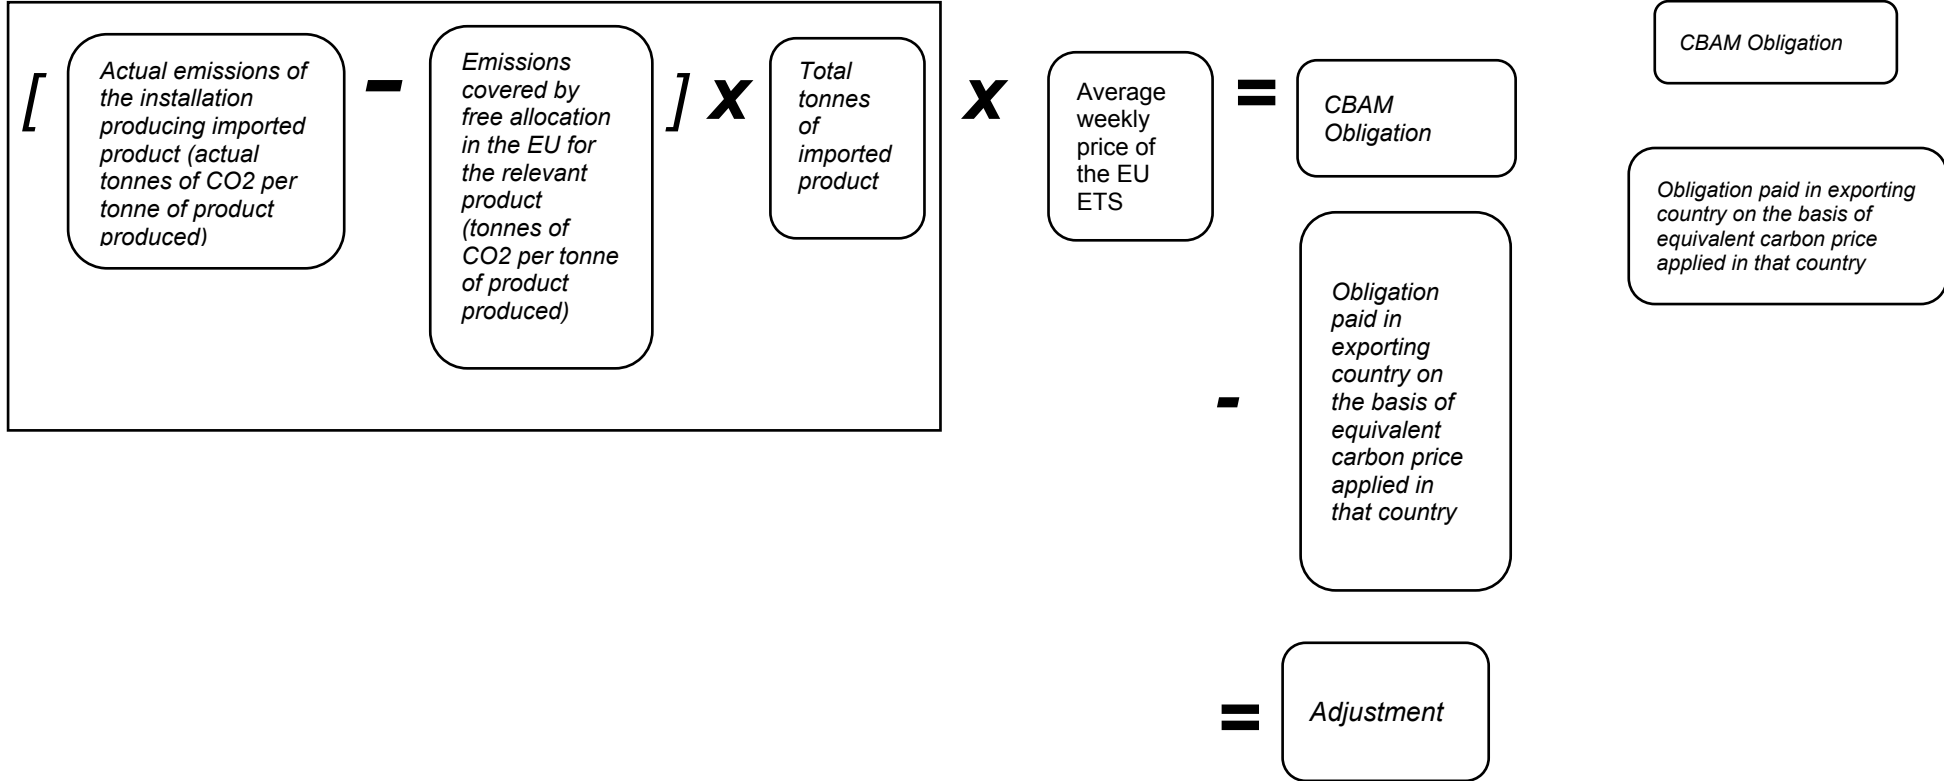 [
Actual emissions of
the installation
producing imported
product (actual
tonnes of CO2 per
tonne of product
produced)
-
Emissions
covered by
free allocation
in the EU for
the relevant
product
(tonnes of
CO2 per tonne
of product
produced)
]
x
Total
tonnes
of
imported
product
x
Average
weekly
price of
the EU
ETS
=
CBAM
Obligation
-
Obligation
paid in
exporting
country on
the basis of
equivalent
carbon price
applied in
that country
=
Adjustment
CBAM Obligation
Obligation paid in exporting
country on the basis of
equivalent carbon price
applied in that country